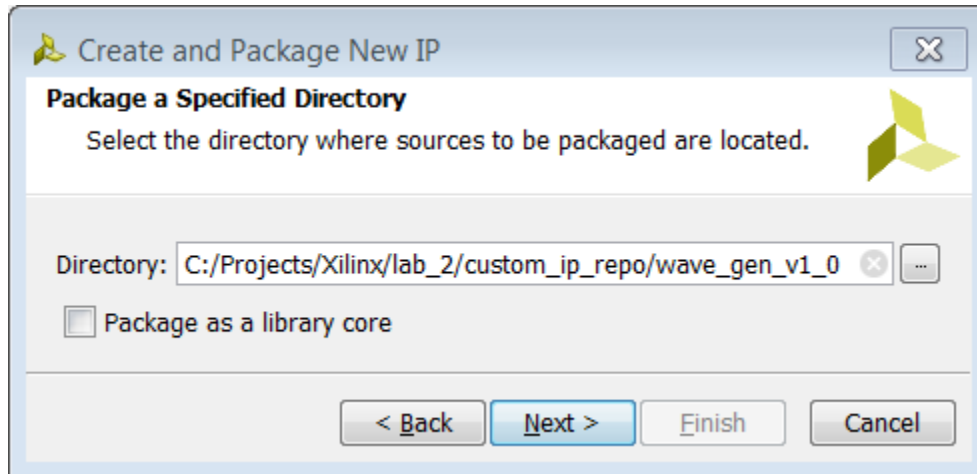 Create and Package New IP
Package a Specified Directory
Select the directory where sources to be packaged are located.
Directory: C:/Projects/Xilinx/lab_2/custom_ip_repo/wave_gen_v1_0 ...
Package as a library core
< Back Next > Finish Cancel